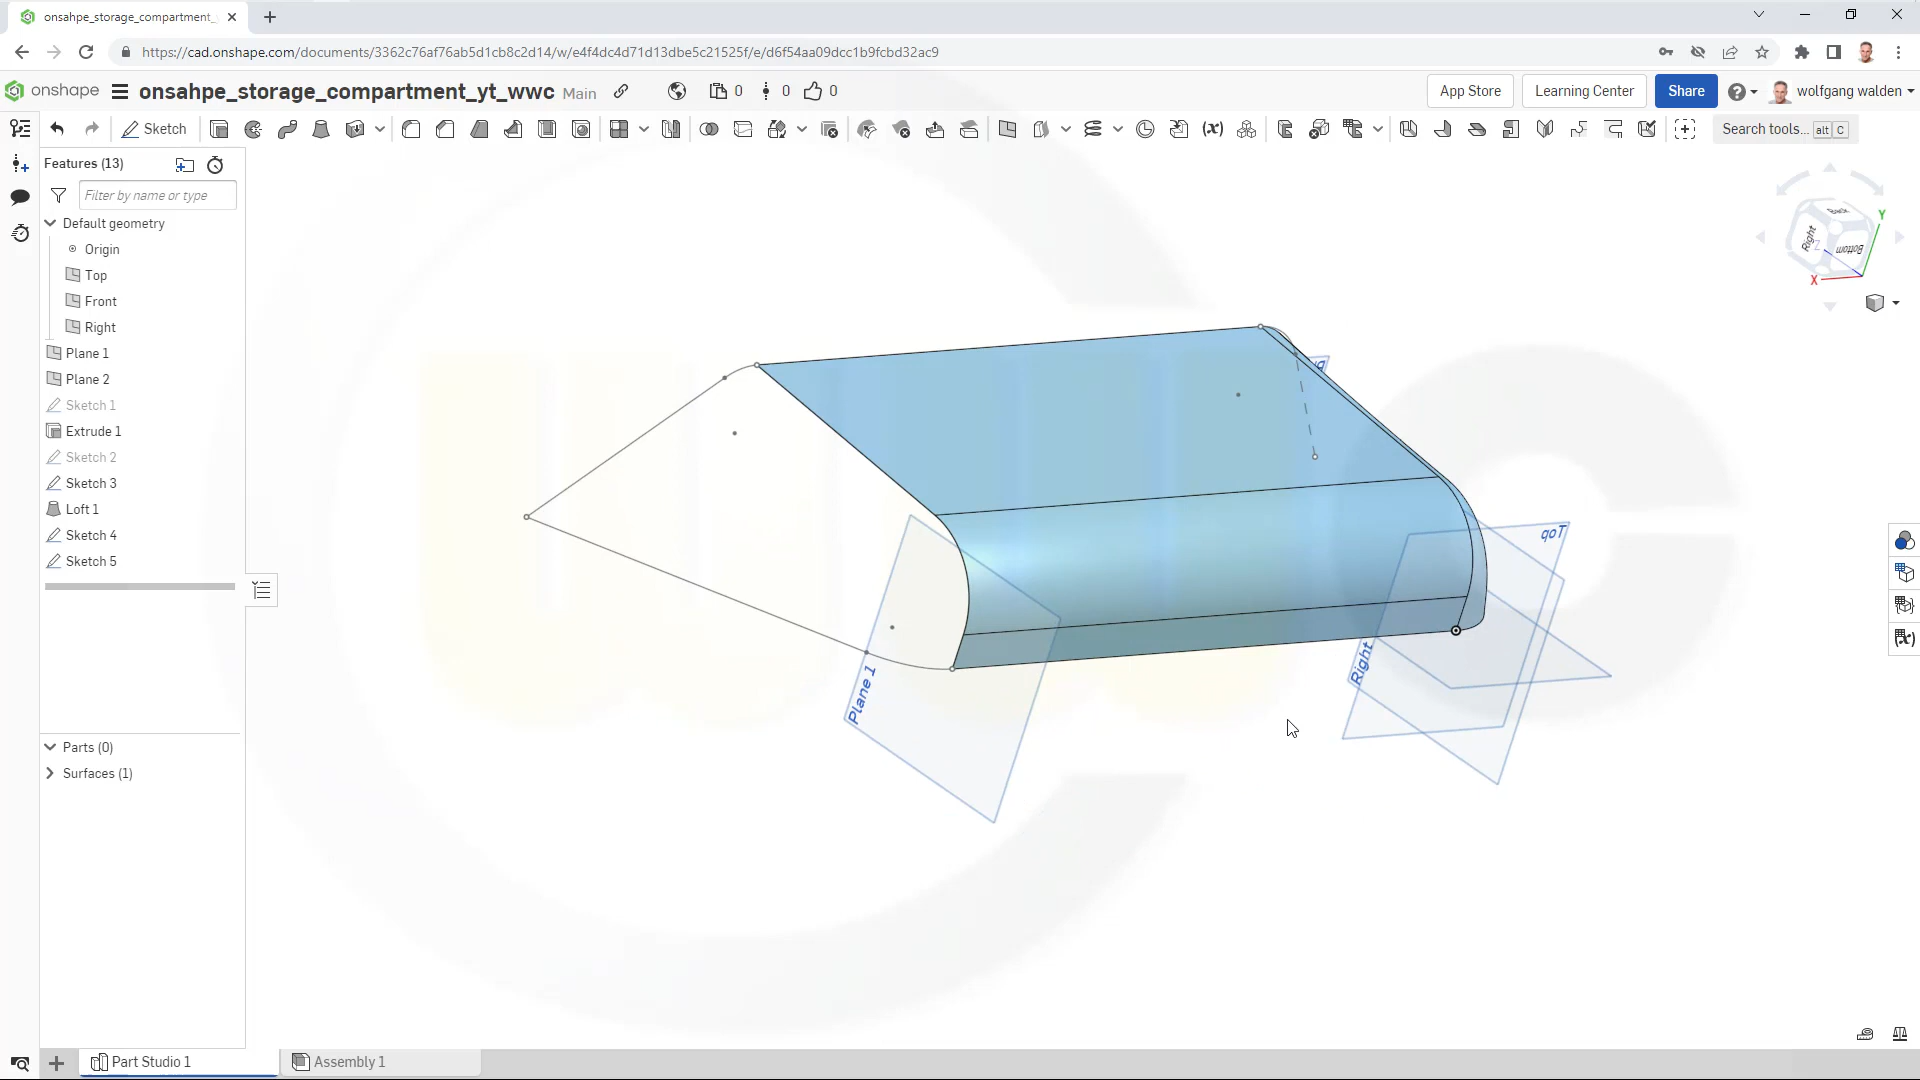 onsahpe_storage_compartment_
https://cad.onshape.com/documents/3362c76af76ab5d1cb8c2d14/w/e4f4dc4d71d13dbe5c21525f/e/d6f54aa09dcc1b9fcbd32ac9
onshape
onsahpe_storage_compartment_yt_wwc Main
0 0 0
App Store
Learning Center
Share
wolfgang walden
Sketch
Search tools... alt C
Features (13)
Filter by name or type
Default geometry
Origin
Top
Front
Right
Plane 1
Plane 2
Sketch 1
Extrude 1
Sketch 2
Sketch 3
Loft 1
Sketch 4
Sketch 5
Parts (0)
Surfaces (1)
Back
Right
Bottom
X
Y
Z
Top
Right
Plane 1
Part Studio 1
Assembly 1